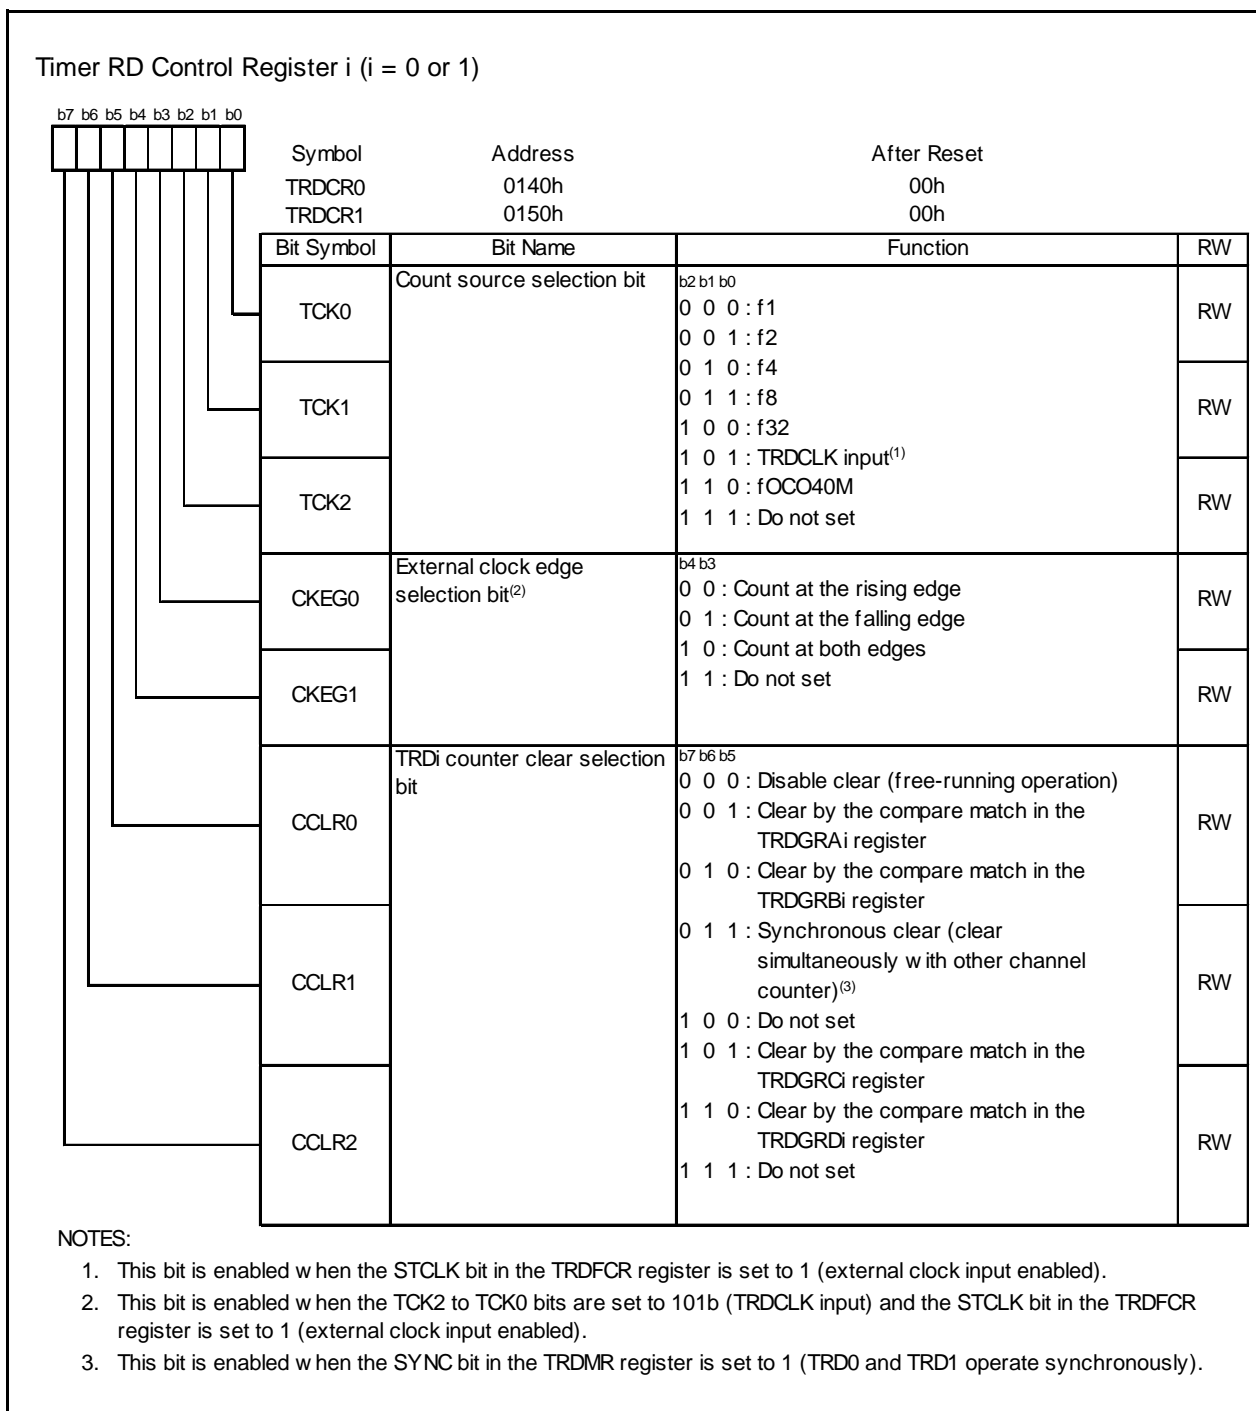 Timer RD Control Register i (i = 0 or 1)
b7 b6 b5 b4 b3 b2 b1 b0
Symbol Address After Reset
TRDCR0 0140h 00h
TRDCR1 0150h 00h
Bit Symbol Bit Name Function RW
TCK0 Count source selection bit b2 b1 b0 RW
0 0 0 : f1
0 0 1 : f2
0 1 0 : f4
TCK1 0 1 1 : f8 RW
1 0 0 : f32
1 0 1 : TRDCLK input(1)
TCK2 1 1 0 : fOCO40M RW
1 1 1 : Do not set
External clock edge b4 b3
CKEG0 selection bit(2) 0 0 : Count at the rising edge RW
0 1 : Count at the falling edge
1 0 : Count at both edges
CKEG1 1 1 : Do not set RW
TRDi counter clear selection b7 b6 b5
bit 0 0 0 : Disable clear (free-running operation)
CCLR0 0 0 1 : Clear by the compare match in the RW
TRDGRAi register
0 1 0 : Clear by the compare match in the
TRDGRBi register
0 1 1 : Synchronous clear (clear
simultaneously with other channel
CCLR1 counter)(3) RW
1 0 0 : Do not set
1 0 1 : Clear by the compare match in the
TRDGRCi register
1 1 0 : Clear by the compare match in the
CCLR2 TRDGRDi register RW
1 1 1 : Do not set
NOTES:
1. This bit is enabled when the STCLK bit in the TRDFCR register is set to 1 (external clock input enabled).
2. This bit is enabled when the TCK2 to TCK0 bits are set to 101b (TRDCLK input) and the STCLK bit in the TRDFCR
register is set to 1 (external clock input enabled).
3. This bit is enabled when the SYNC bit in the TRDMR register is set to 1 (TRD0 and TRD1 operate synchronously).